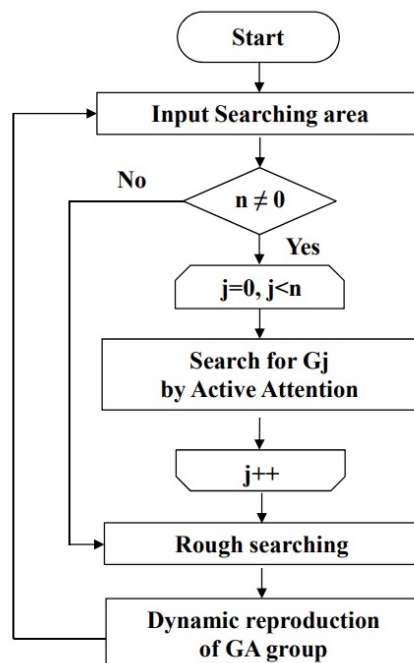 Start
Input Searching area
No
n ≠ 0
Yes
j=0, j<n
Search for Gj
by Active Attention
j++
Rough searching
Dynamic reproduction
of GA group